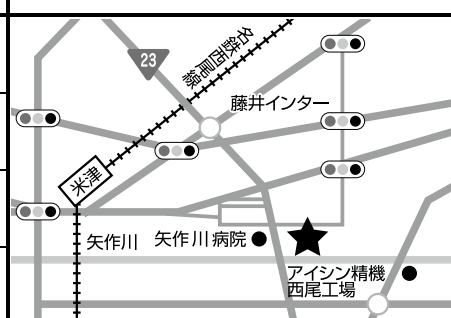 23
名鉄西尾線
藤井インター
米津
矢作川
矢作川病院
アイシン精機
西尾工場